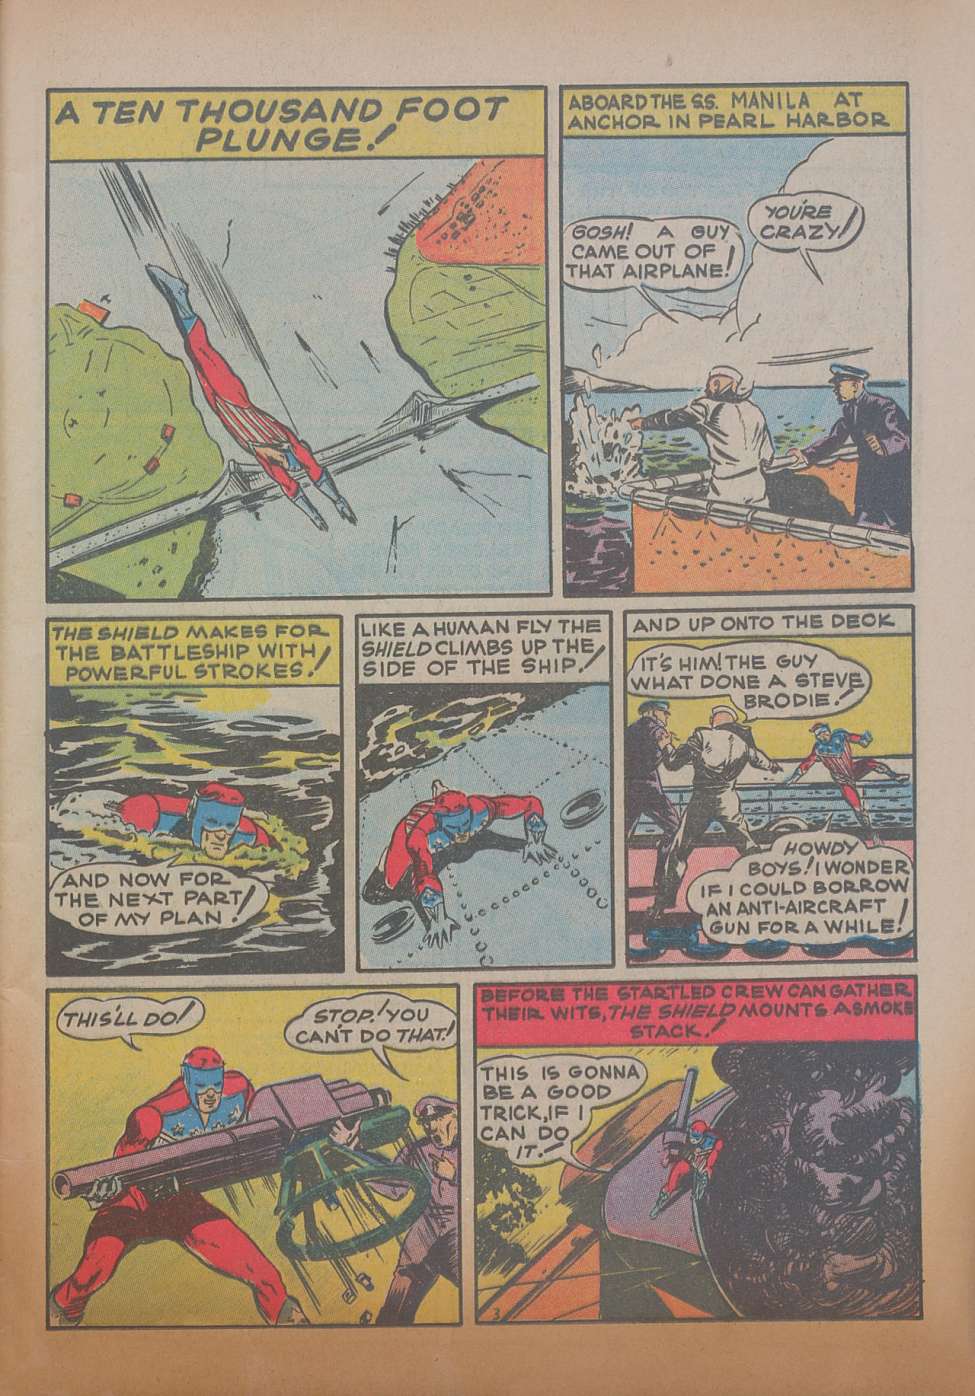 A TEN THOUSAND FOOT
PLUNGE!
ABOARD THE S.S. MANILA AT
ANCHOR IN PEARL HARBOR
GOSH! A GUY
CAME OUT OF
THAT AIRPLANE!
YOU'RE
CRAZY!
THE SHIELD MAKES FOR
THE BATTLESHIP WITH
POWERFUL STROKES!
AND NOW FOR
THE NEXT PART
OF MY PLAN!
LIKE A HUMAN FLY THE
SHIELD CLIMBS UP THE
SIDE OF THE SHIP!
AND UP ONTO THE DECK
IT'S HIM! THE GUY
WHAT DONE A STEVE
BRODIE!
HOWDY
BOYS! I WONDER
IF I COULD BORROW
AN ANTI-AIRCRAFT
GUN FOR A WHILE!
THIS'LL DO!
STOP! YOU
CAN'T DO THAT!
BEFORE THE STARTLED CREW CAN GATHER
THEIR WITS, THE SHIELD MOUNTS A SMOKE
STACK!
THIS IS GONNA
BE A GOOD
TRICK, IF I
CAN DO
IT.
3